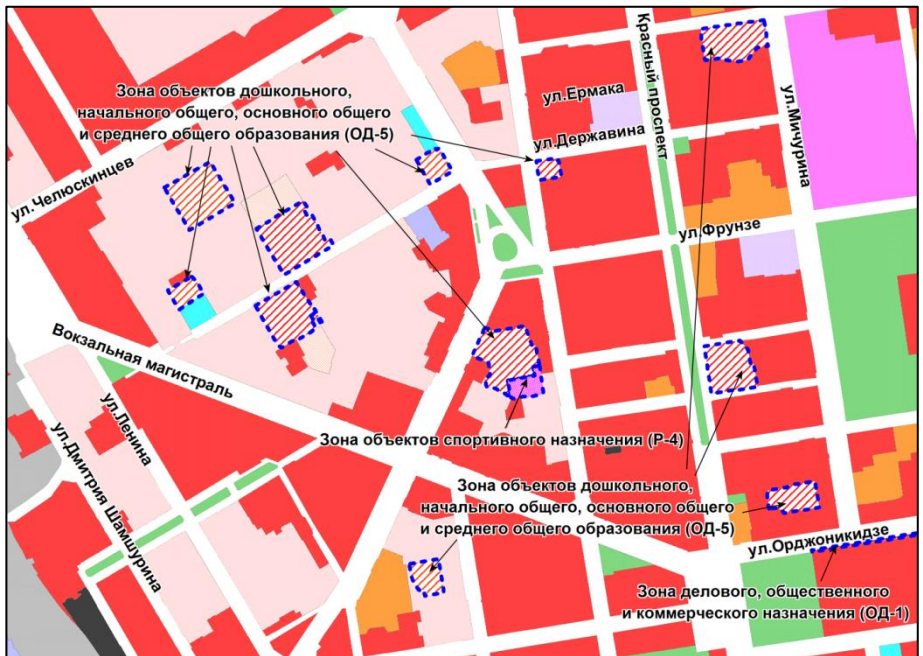 Зона объектов дошкольного,
начального общего, основного общего
и среднего общего образования (ОД-5)
ул.Ермака
ул.Державина
Красный проспект
ул.Мичурина
ул.Челюскинцев
ул.Фрунзе
Вокзальная магистраль
ул.Ленина
ул.Дмитрия Шамшурина
Зона объектов спортивного назначения (Р-4)
Зона объектов дошкольного,
начального общего, основного общего
и среднего общего образования (ОД-5)
ул.Орджоникидзе
Зона делового, общественного
и коммерческого назначения (ОД-1)